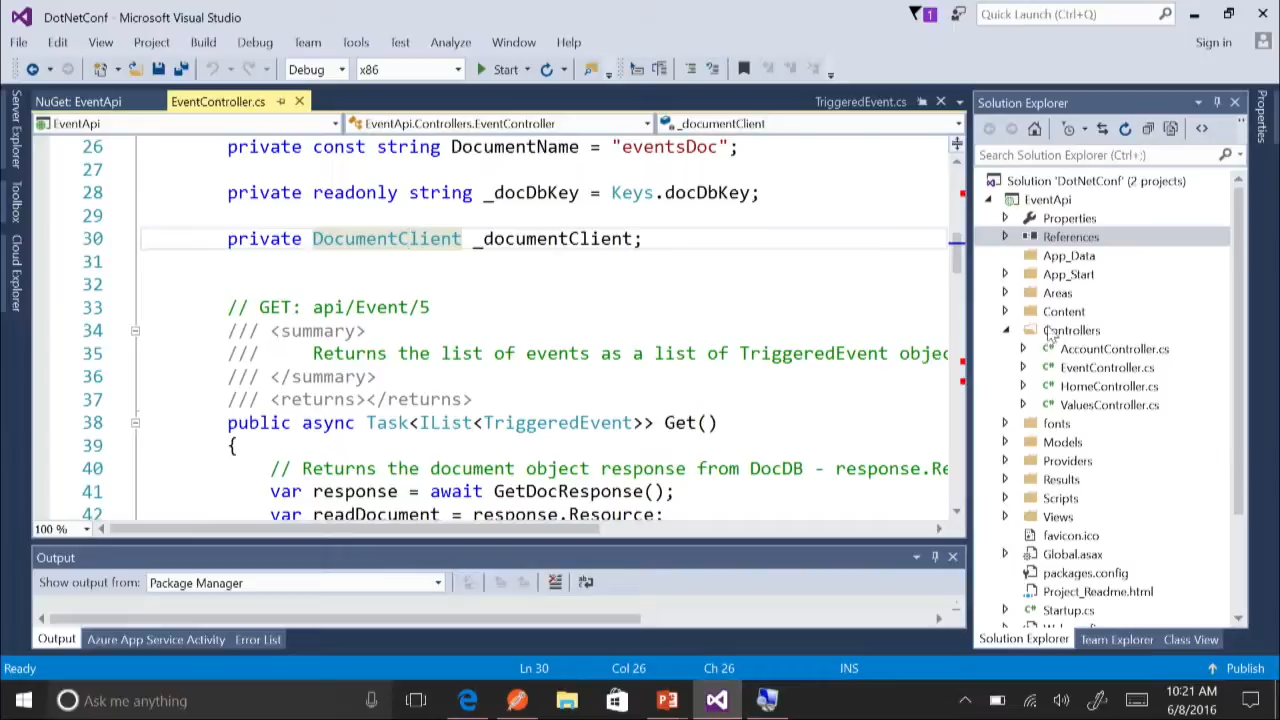 DotNetConf - Microsoft Visual Studio
1
Quick Launch (Ctrl+Q)
File Edit View Project Build Debug Team Tools Test Analyze Window Help
Sign in
Debug
x86
Start
Server Explorer
Toolbox
Cloud Explorer
NuGet: EventApi
EventController.cs
TriggeredEvent.cs
EventApi
EventApi.Controllers.EventController
_documentClient
26 private const string DocumentName = "eventsDoc";
27
28 private readonly string _docDbKey = Keys.docDbKey;
29
30 private DocumentClient _documentClient;
31
32
33 // GET: api/Event/5
34 /// <summary>
35 /// Returns the list of events as a list of TriggeredEvent objec
36 /// </summary>
37 /// <returns></returns>
38 public async Task<IList<TriggeredEvent>> Get()
39 {
40 // Returns the document object response from DocDB - response.Re
41 var response = await GetDocResponse();
42 var readDocument = response.Resource;
100 %
Output
Show output from: Package Manager
Output Azure App Service Activity Error List
Solution Explorer
Search Solution Explorer (Ctrl+;)
Solution 'DotNetConf' (2 projects)
EventApi
Properties
References
App_Data
App_Start
Areas
Content
Controllers
AccountController.cs
EventController.cs
HomeController.cs
ValuesController.cs
fonts
Models
Providers
Results
Scripts
Views
favicon.ico
Global.asax
packages.config
Project_Readme.html
Startup.cs
Solution Explorer Team Explorer Class View
Properties
Ready
Ln 30
Col 26
Ch 26
INS
Publish
Ask me anything
10:21 AM
6/8/2016